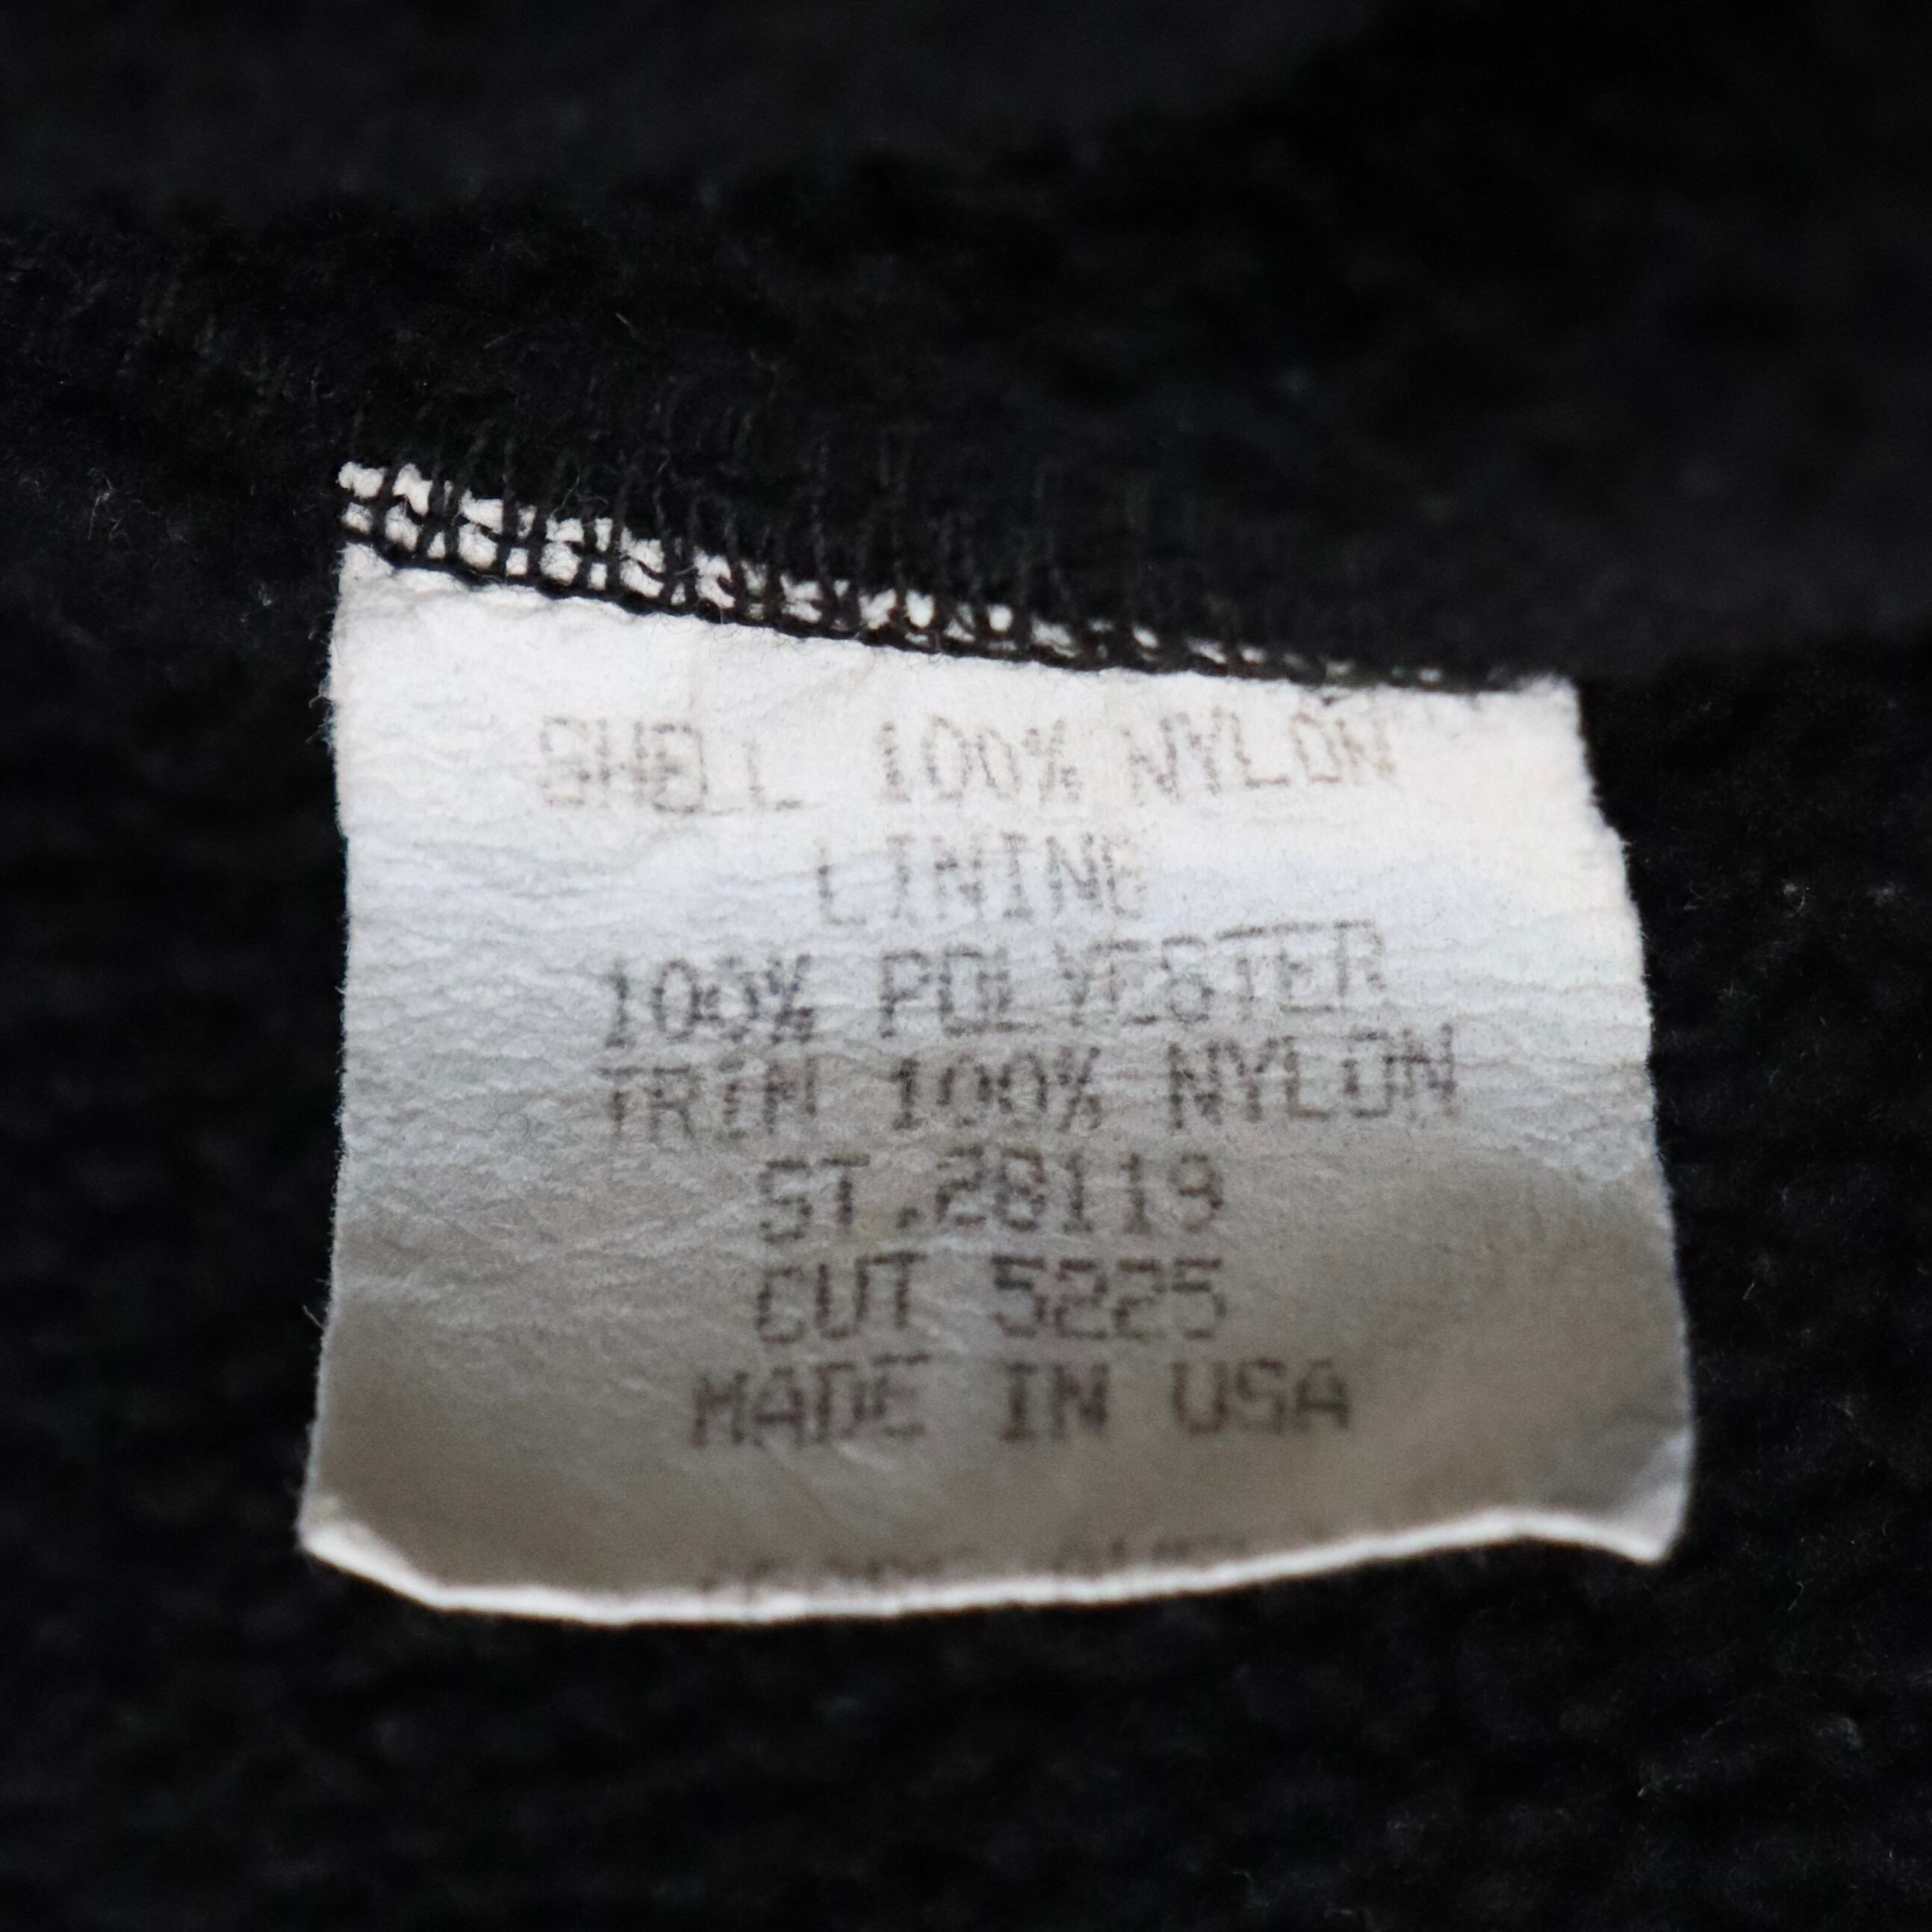 SHELL 100% NYLON
LINING
100% POLYESTER
TRIM 100% NYLON
ST.28119
CUT 5225
MADE IN USA